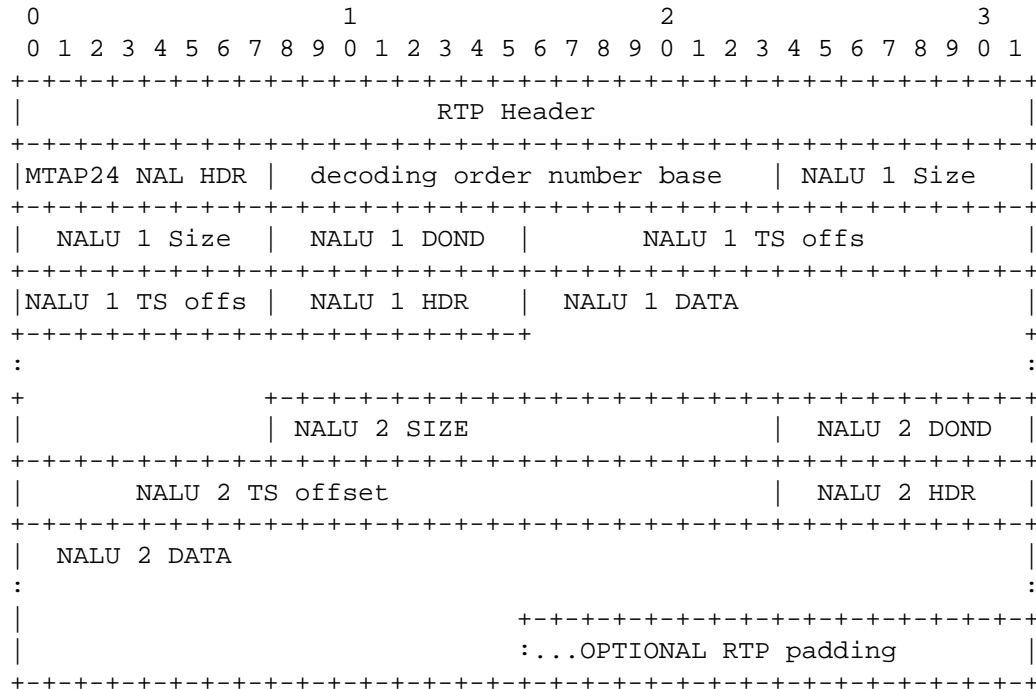 0                   1                   2                   3
 0 1 2 3 4 5 6 7 8 9 0 1 2 3 4 5 6 7 8 9 0 1 2 3 4 5 6 7 8 9 0 1
+-+-+-+-+-+-+-+-+-+-+-+-+-+-+-+-+-+-+-+-+-+-+-+-+-+-+-+-+-+-+-+-+
|                          RTP Header                           |
+-+-+-+-+-+-+-+-+-+-+-+-+-+-+-+-+-+-+-+-+-+-+-+-+-+-+-+-+-+-+-+-+
|MTAP24 NAL HDR |  decoding order number base   | NALU 1 Size   |
+-+-+-+-+-+-+-+-+-+-+-+-+-+-+-+-+-+-+-+-+-+-+-+-+-+-+-+-+-+-+-+-+
|  NALU 1 Size  |  NALU 1 DOND  |       NALU 1 TS offs          |
+-+-+-+-+-+-+-+-+-+-+-+-+-+-+-+-+-+-+-+-+-+-+-+-+-+-+-+-+-+-+-+-+
|NALU 1 TS offs |  NALU 1 HDR   |  NALU 1 DATA                  |
+-+-+-+-+-+-+-+-+-+-+-+-+-+-+-+-+                               +
:                                                               :
+               +-+-+-+-+-+-+-+-+-+-+-+-+-+-+-+-+-+-+-+-+-+-+-+-+
|               | NALU 2 SIZE                   |  NALU 2 DOND  |
+-+-+-+-+-+-+-+-+-+-+-+-+-+-+-+-+-+-+-+-+-+-+-+-+-+-+-+-+-+-+-+-+
|       NALU 2 TS offset                        |  NALU 2 HDR   |
+-+-+-+-+-+-+-+-+-+-+-+-+-+-+-+-+-+-+-+-+-+-+-+-+-+-+-+-+-+-+-+-+
|  NALU 2 DATA                                                  |
:                                                               :
|                               +-+-+-+-+-+-+-+-+-+-+-+-+-+-+-+-+
|                               :...OPTIONAL RTP padding        |
+-+-+-+-+-+-+-+-+-+-+-+-+-+-+-+-+-+-+-+-+-+-+-+-+-+-+-+-+-+-+-+-+